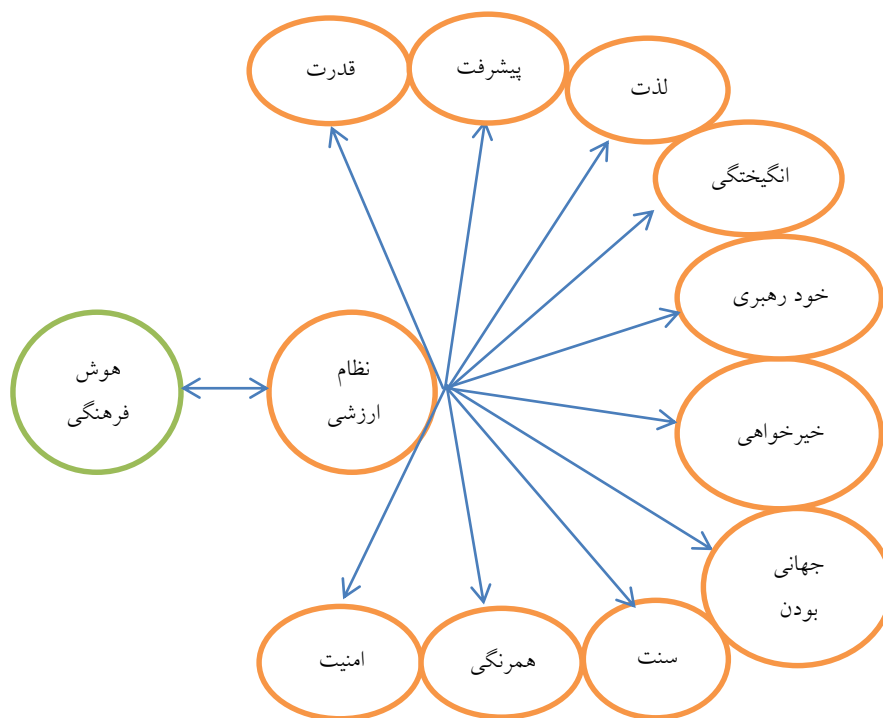 قدرت
پیشرفت
لذت
انگیختگی
خود رهبری
هوش
فرهنگی
نظام
ارزشی
خیرخواهی
جهانی
بودن
سنت
همرنگی
امنیت